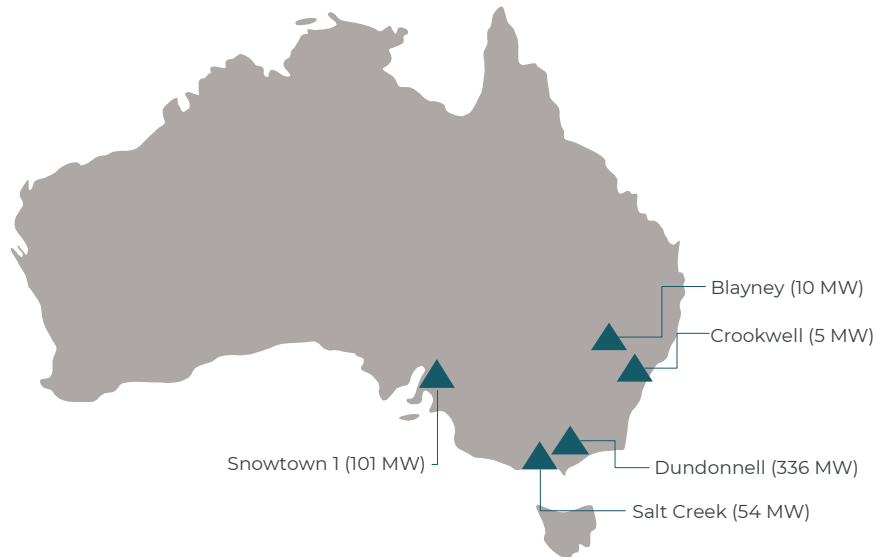 Blayney (10 MW)
Crookwell (5 MW)
Snowtown 1 (101 MW)
Dundonnell (336 MW)
Salt Creek (54 MW)